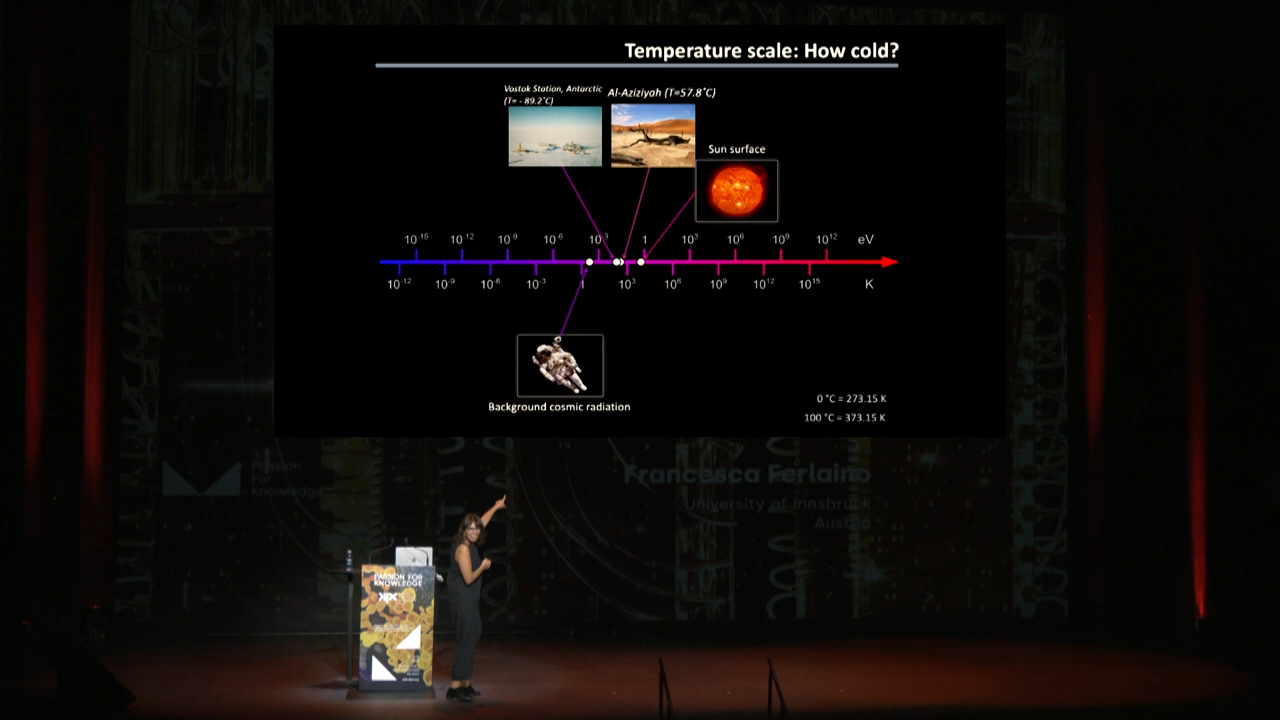 Temperature scale: How cold?
Vostok Station, Antarctic
(T= - 89.2˚C)
Al-Aziziyah (T=57.8˚C)
Sun surface
10⁻¹⁶ 10⁻¹² 10⁻⁹ 10⁻⁶ 10⁻³ 1 10³ 10⁶ 10⁹ 10¹² eV
10⁻¹² 10⁻⁹ 10⁻⁶ 10⁻³ 1 10³ 10⁶ 10⁹ 10¹² 10¹⁵ K
Background cosmic radiation
0 ˚C = 273.15 K
100 ˚C = 373.15 K
Passion
For
Knowledge
Francesca Ferlaino
University of Innsbruck
Austria
PASSION FOR
KNOWLEDGE